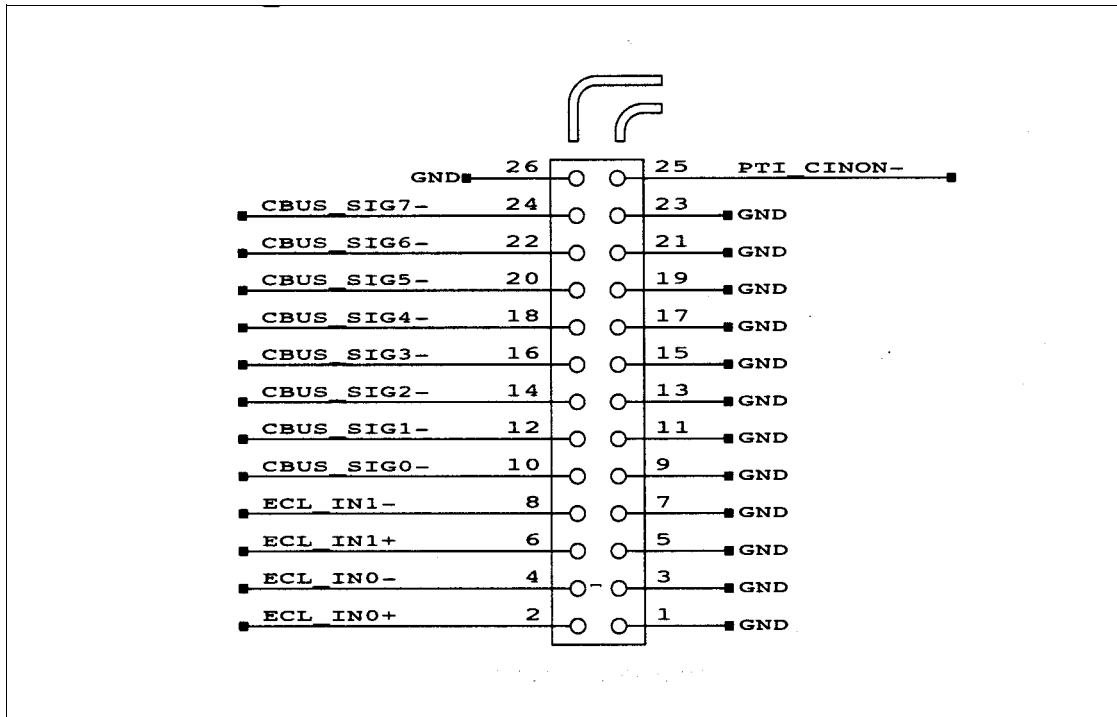 GND 26 25 PTI_CINON-
CBUS_SIG7- 24 23 GND
CBUS_SIG6- 22 21 GND
CBUS_SIG5- 20 19 GND
CBUS_SIG4- 18 17 GND
CBUS_SIG3- 16 15 GND
CBUS_SIG2- 14 13 GND
CBUS_SIG1- 12 11 GND
CBUS_SIG0- 10 9 GND
ECL_IN1- 8 7 GND
ECL_IN1+ 6 5 GND
ECL_IN0- 4 3 GND
ECL_IN0+ 2 1 GND